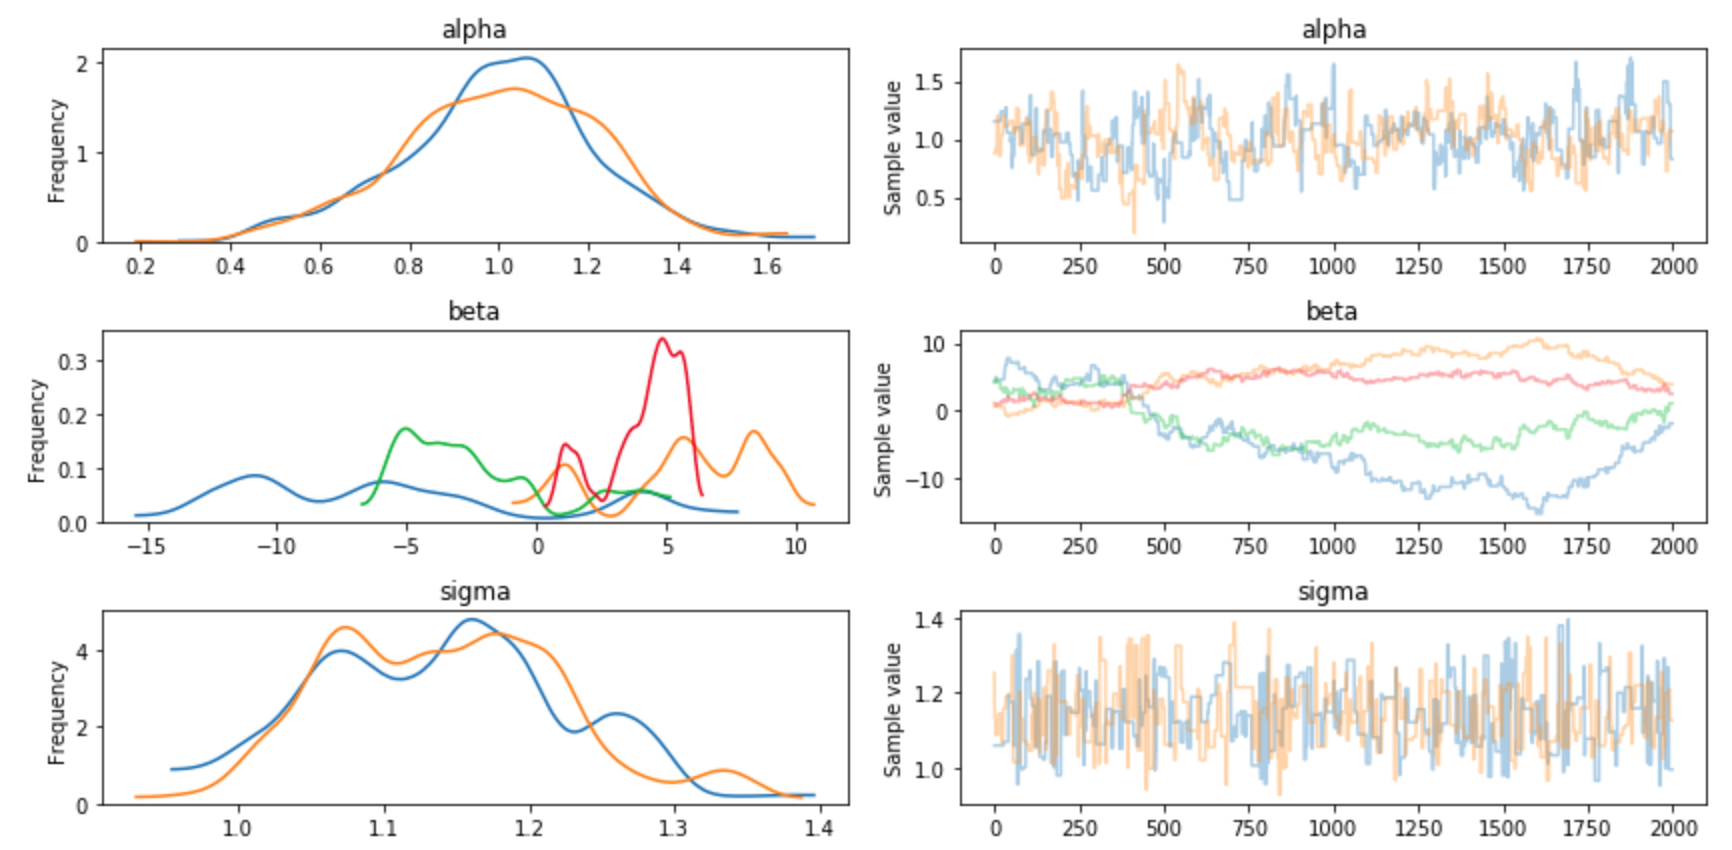 alpha
Frequency
2
1
0
0.2 0.4 0.6 0.8 1.0 1.2 1.4 1.6
alpha
Sample value
1.5
1.0
0.5
0 250 500 750 1000 1250 1500 1750 2000
beta
Frequency
0.3
0.2
0.1
0.0
−15 −10 −5 0 5 10
beta
Sample value
10
0
−10
0 250 500 750 1000 1250 1500 1750 2000
sigma
Frequency
4
2
0
1.0 1.1 1.2 1.3 1.4
sigma
Sample value
1.4
1.2
1.0
0 250 500 750 1000 1250 1500 1750 2000